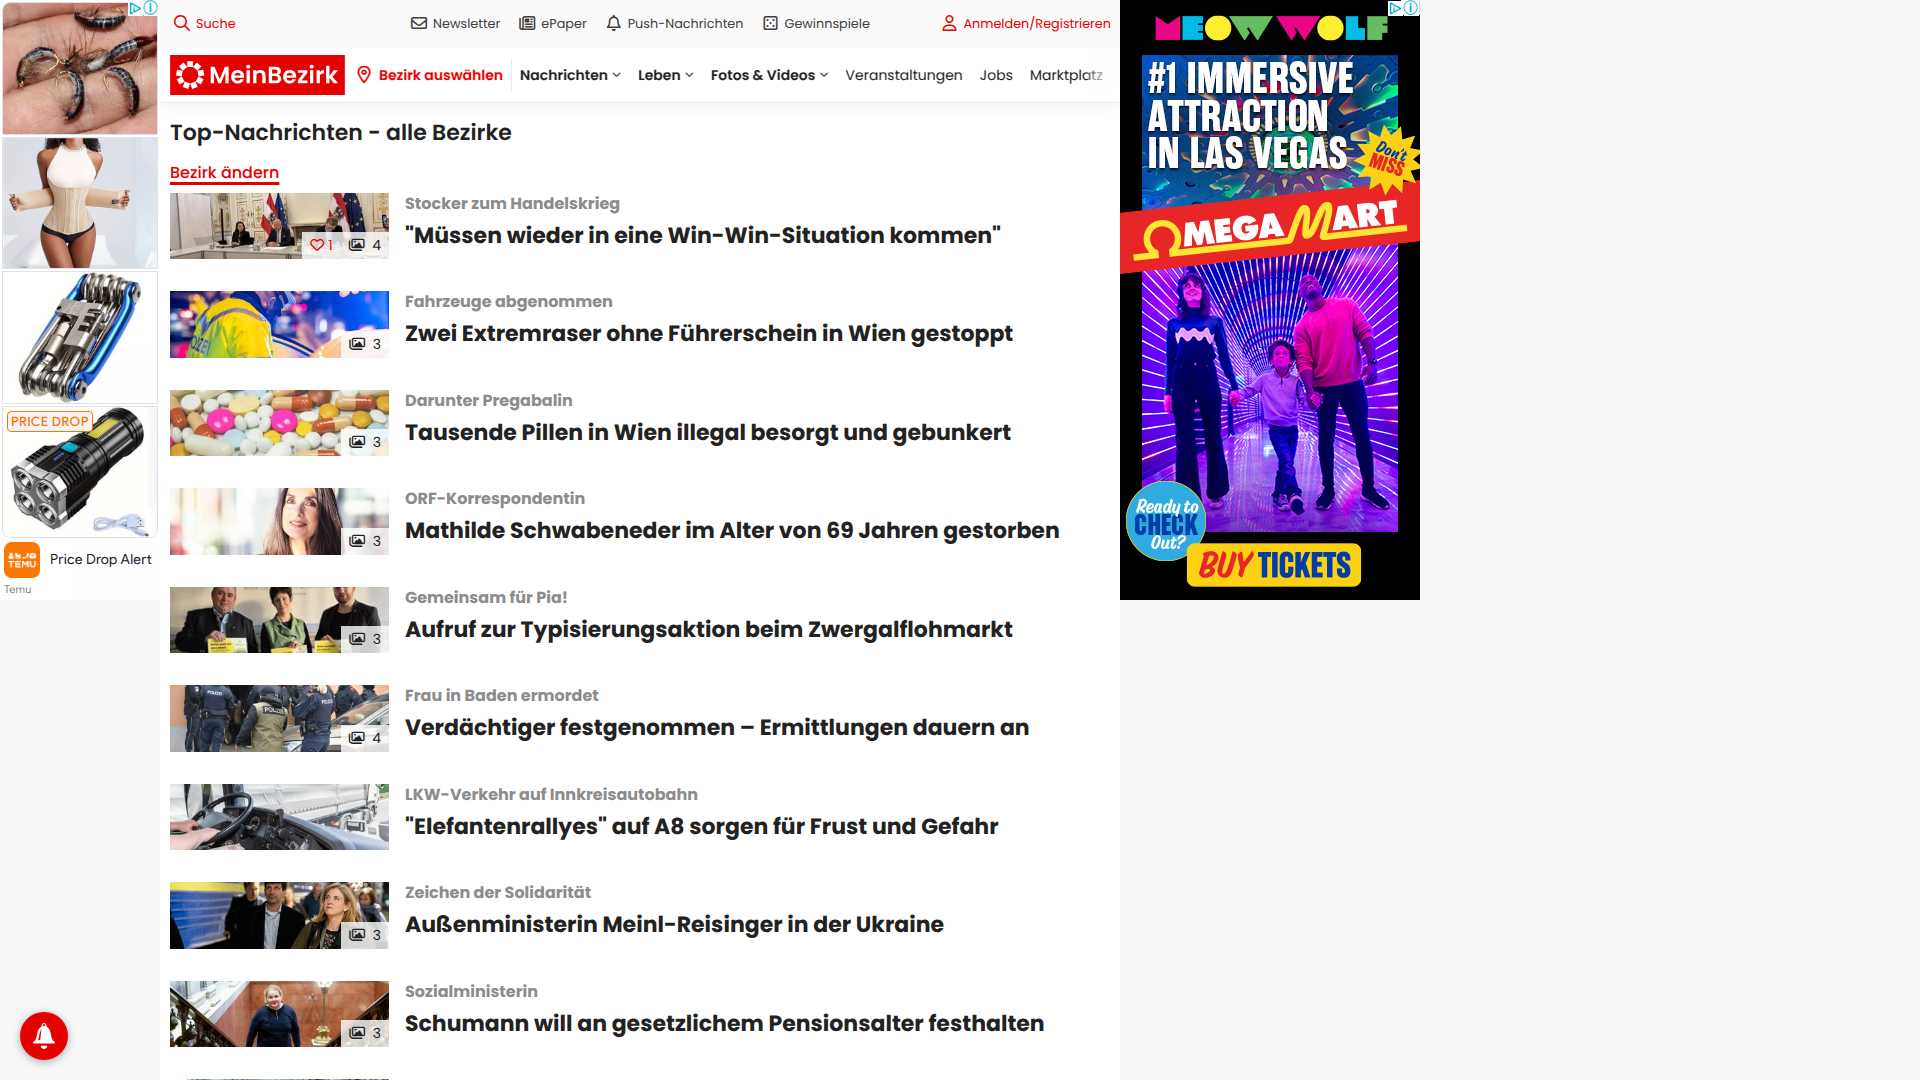 Suche
Newsletter
ePaper
Push-Nachrichten
Gewinnspiele
Anmelden/Registrieren
MeinBezirk
Bezirk auswählen
Nachrichten
Leben
Fotos & Videos
Veranstaltungen
Jobs
Marktplatz
Top-Nachrichten - alle Bezirke
Bezirk ändern
1
4
Stocker zum Handelskrieg
"Müssen wieder in eine Win-Win-Situation kommen"
3
Fahrzeuge abgenommen
Zwei Extremraser ohne Führerschein in Wien gestoppt
3
Darunter Pregabalin
Tausende Pillen in Wien illegal besorgt und gebunkert
3
ORF-Korrespondentin
Mathilde Schwabeneder im Alter von 69 Jahren gestorben
3
Gemeinsam für Pia!
Aufruf zur Typisierungsaktion beim Zwergalflohmarkt
4
Frau in Baden ermordet
Verdächtiger festgenommen – Ermittlungen dauern an
LKW-Verkehr auf Innkreisautobahn
"Elefantenrallyes" auf A8 sorgen für Frust und Gefahr
3
Zeichen der Solidarität
Außenministerin Meinl-Reisinger in der Ukraine
3
Sozialministerin
Schumann will an gesetzlichem Pensionsalter festhalten
PRICE DROP
TEMU
Price Drop Alert
Temu
MEOW WOLF
#1 IMMERSIVE
ATTRACTION
IN LAS VEGAS
Don't
MISS
OMEGA MART
Ready to
CHECK
Out?
BUY TICKETS